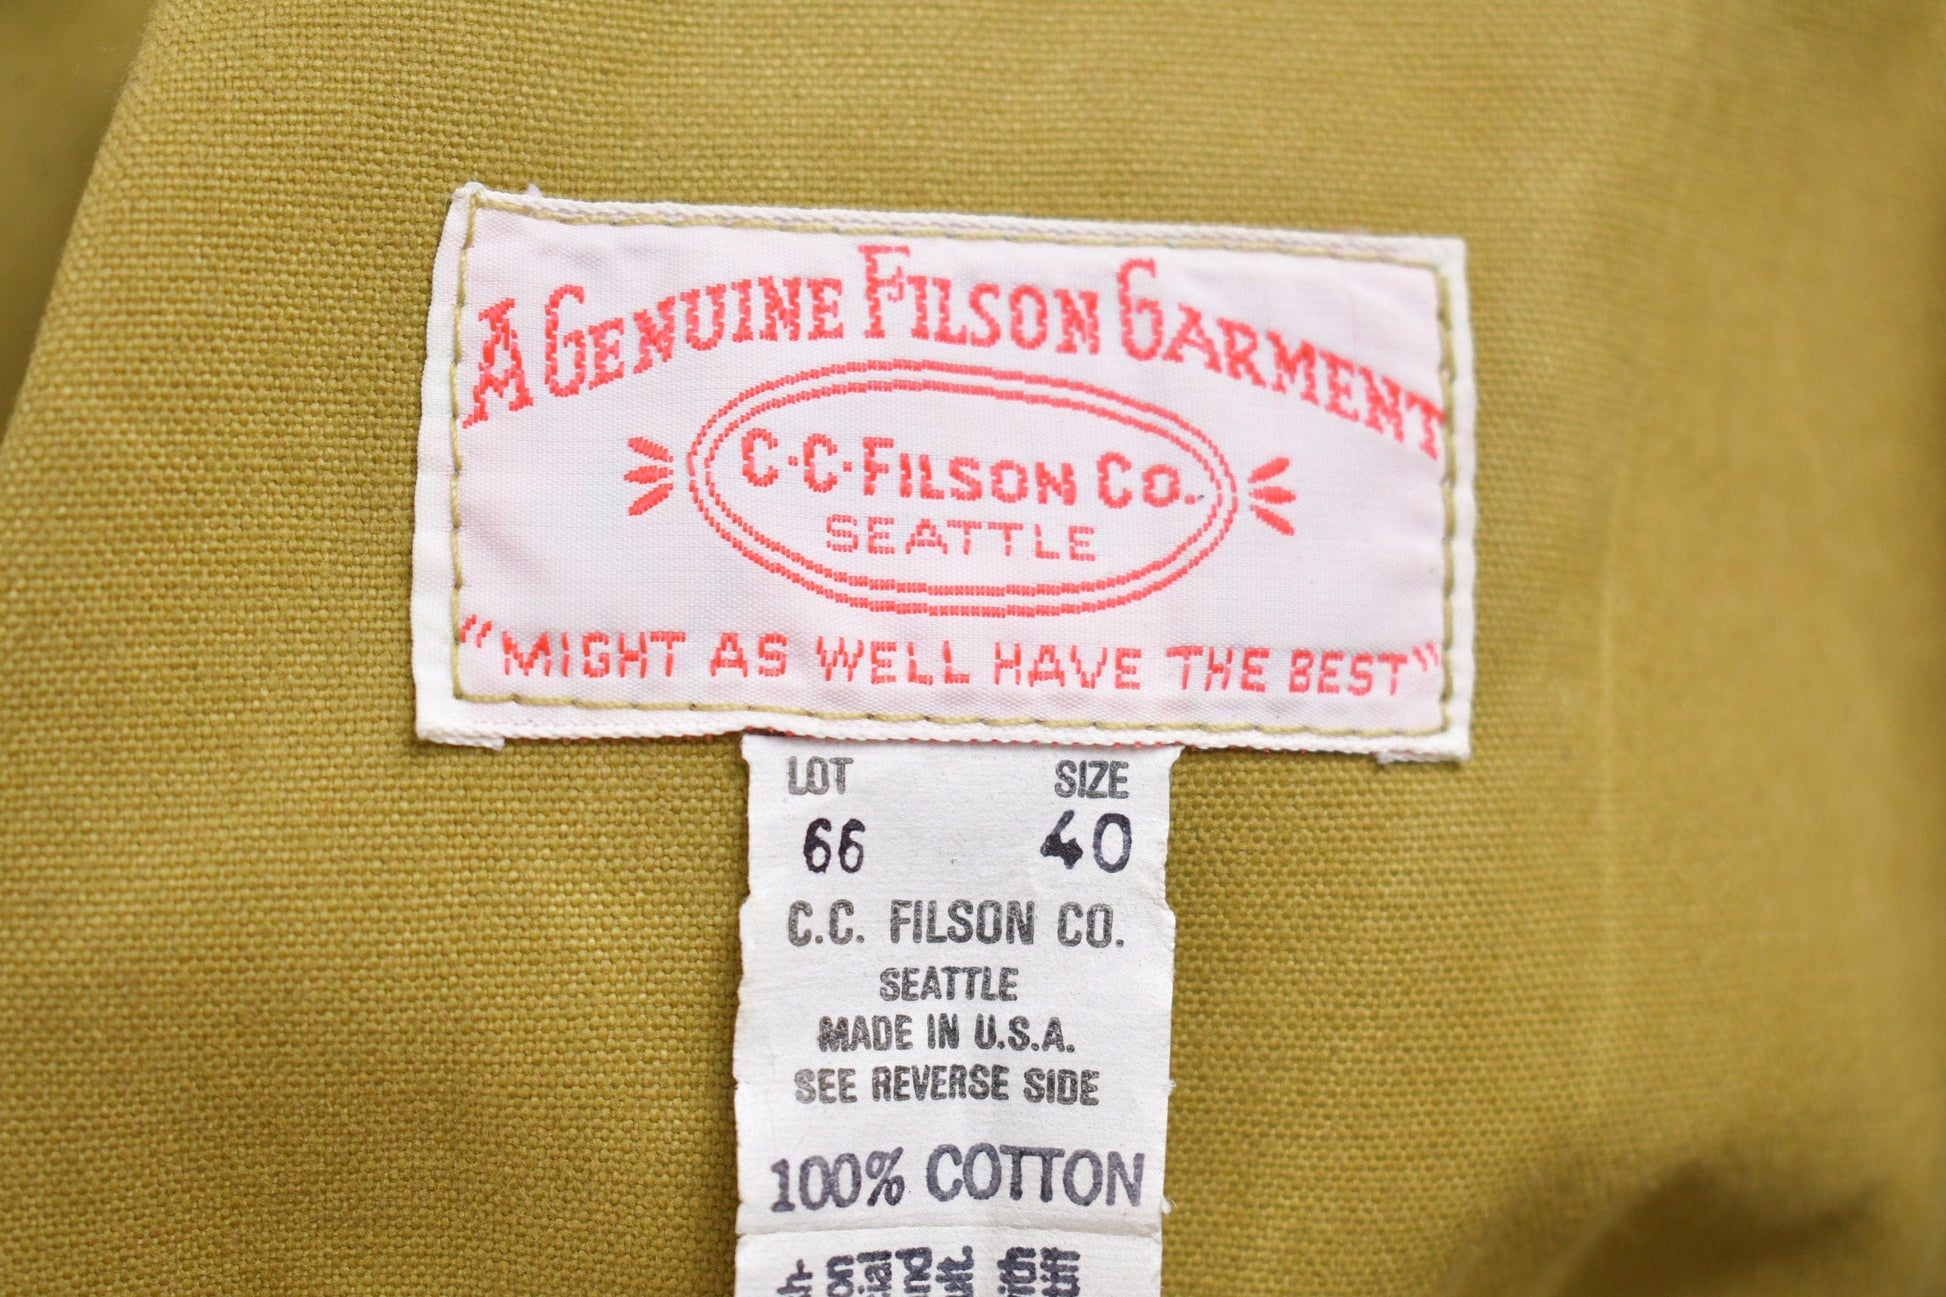 A GENUINE FILSON GARMENT
C·C·FILSON CO.
SEATTLE
"MIGHT AS WELL HAVE THE BEST"
LOT SIZE
66 40
C.C. FILSON CO.
SEATTLE
MADE IN U.S.A.
SEE REVERSE SIDE
100% COTTON